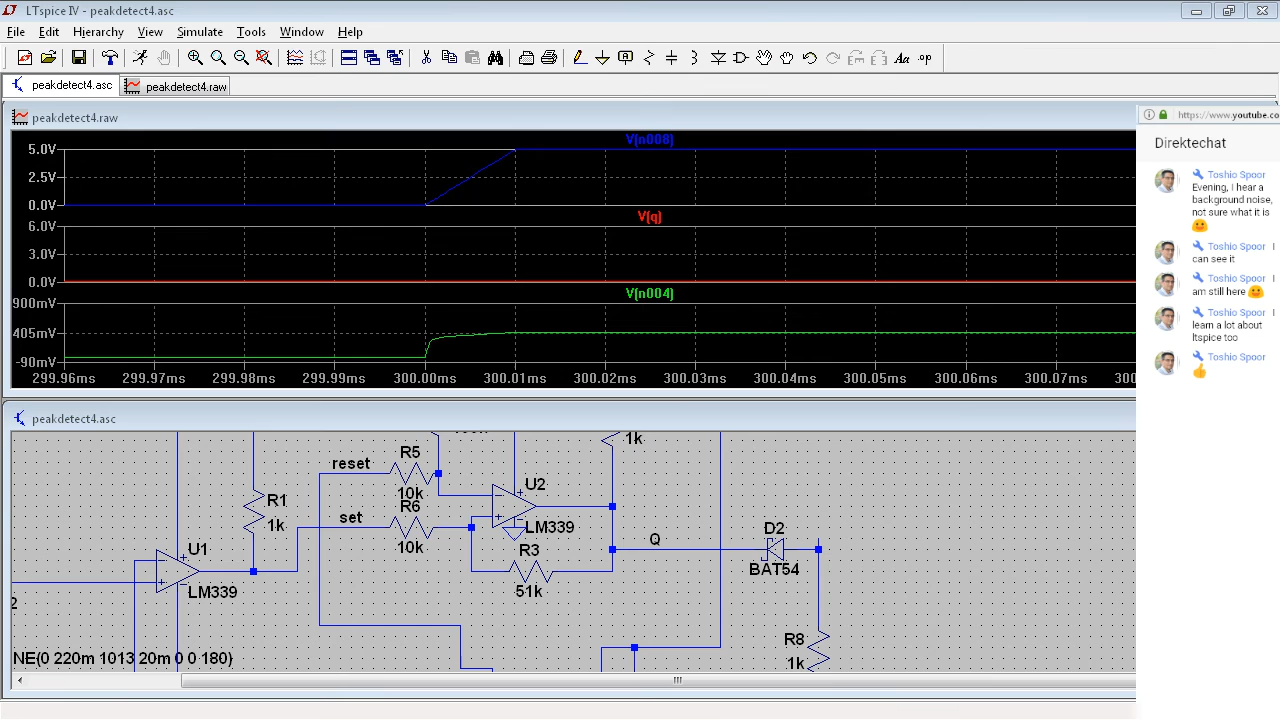 LTspice IV - peakdetect4.asc
File Edit Hierarchy View Simulate Tools Window Help
Aa .op
peakdetect4.asc peakdetect4.raw
peakdetect4.raw
V(n008)
5.0V
2.5V
0.0V
V(q)
6.0V
3.0V
0.0V
V(n004)
900mV
405mV
-90mV
299.96ms 299.97ms 299.98ms 299.99ms 300.00ms 300.01ms 300.02ms 300.03ms 300.04ms 300.05ms 300.06ms 300.07ms 300
peakdetect4.asc
1k
R5
reset
10k
R6
set
10k
R1
1k
U2
LM339
R3
51k
Q
D2
BAT54
U1
LM339
2
R8
1k
NE(0 220m 1013 20m 0 0 180)
https://www.youtube.co
Direktechat
Toshio Spoor
Evening, I hear a
background noise,
not sure what it is
Toshio Spoor I
can see it
Toshio Spoor I
am still here
Toshio Spoor I
learn a lot about
ltspice too
Toshio Spoor